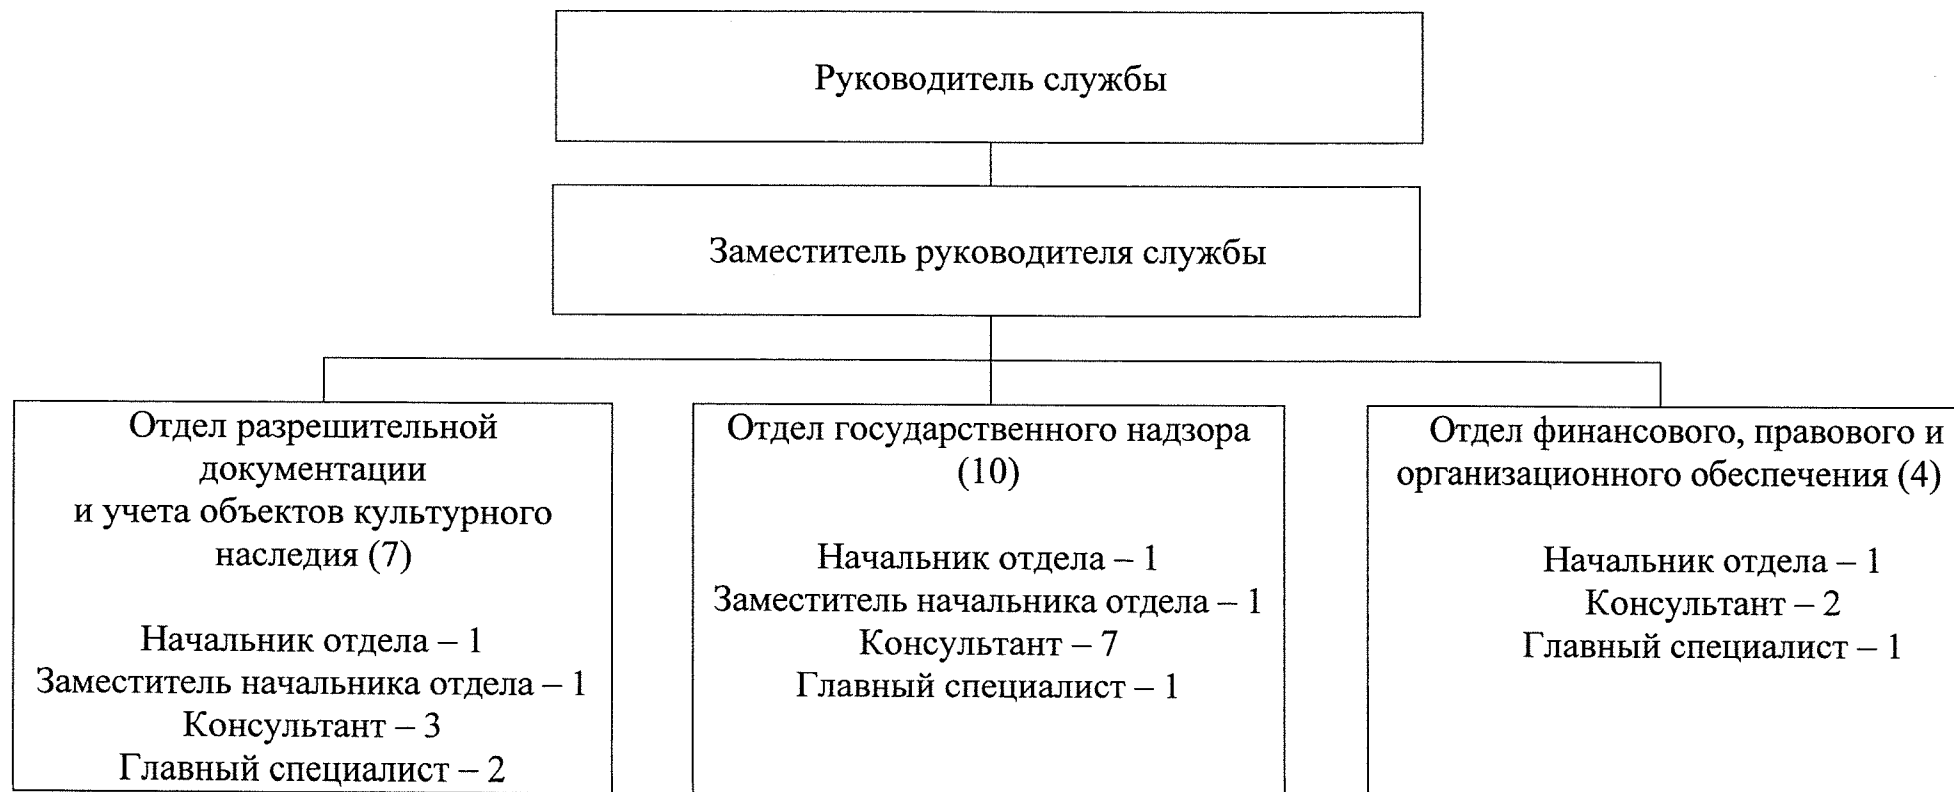 Руководитель службы
Заместитель руководителя службы
Отдел разрешительной
документации
и учета объектов культурного
наследия (7)
Начальник отдела – 1
Заместитель начальника отдела – 1
Консультант – 3
Главный специалист – 2
Отдел государственного надзора
(10)
Начальник отдела – 1
Заместитель начальника отдела – 1
Консультант – 7
Главный специалист – 1
Отдел финансового, правового и
организационного обеспечения (4)
Начальник отдела – 1
Консультант – 2
Главный специалист – 1